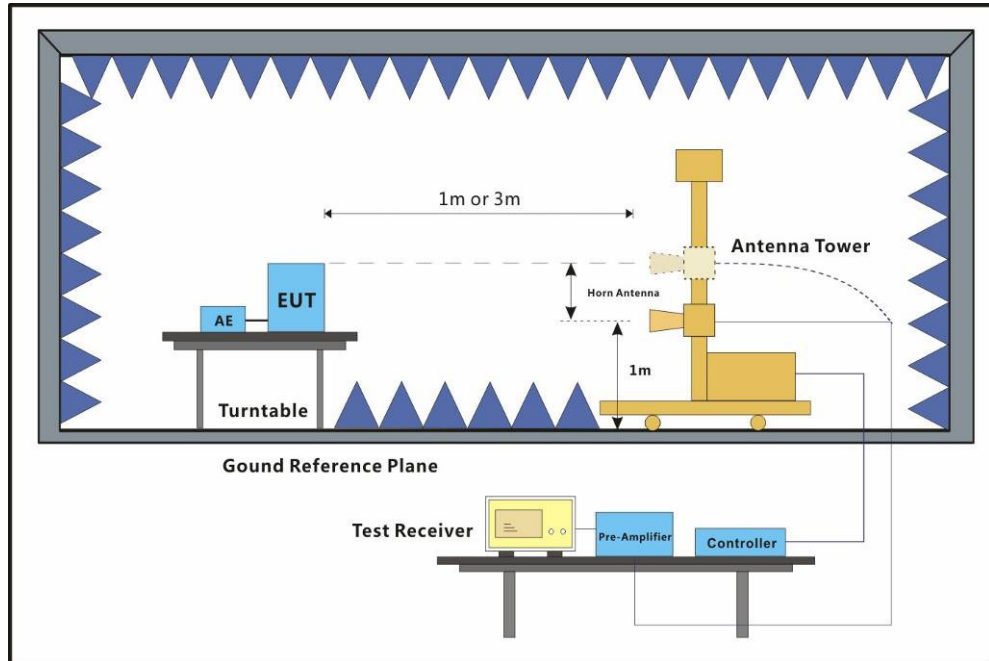 1m or 3m
Antenna Tower
Horn Antenna
EUT
AE
1m
Turntable
Gound Reference Plane
Test Receiver
Pre-Amplifier
Controller